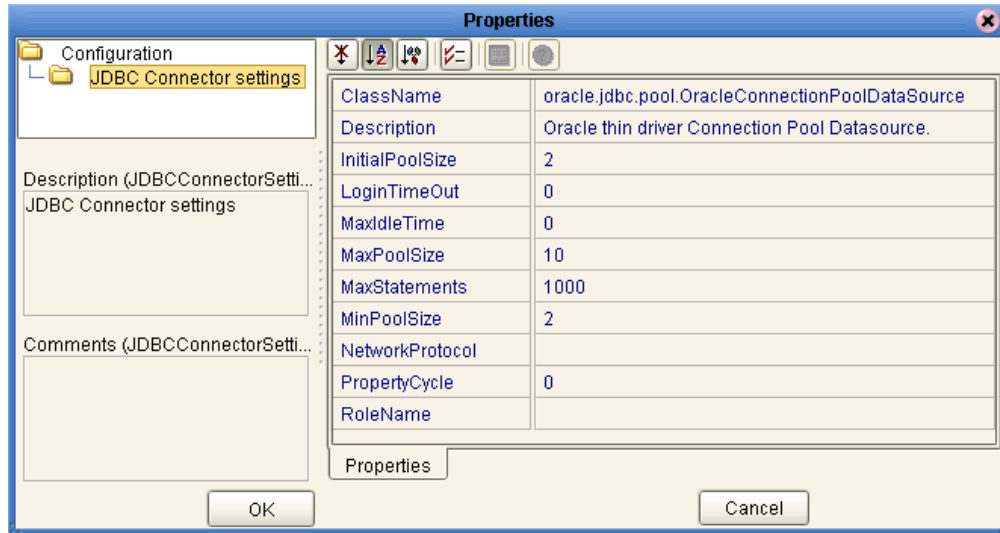 Properties
Configuration
JDBC Connector settings
Description (JDBCConnectorSetti...
JDBC Connector settings
Comments (JDBCConnectorSetti...
ClassName oracle.jdbc.pool.OracleConnectionPoolDataSource
Description Oracle thin driver Connection Pool Datasource.
InitialPoolSize 2
LoginTimeOut 0
MaxIdleTime 0
MaxPoolSize 10
MaxStatements 1000
MinPoolSize 2
NetworkProtocol
PropertyCycle 0
RoleName
Properties
OK Cancel